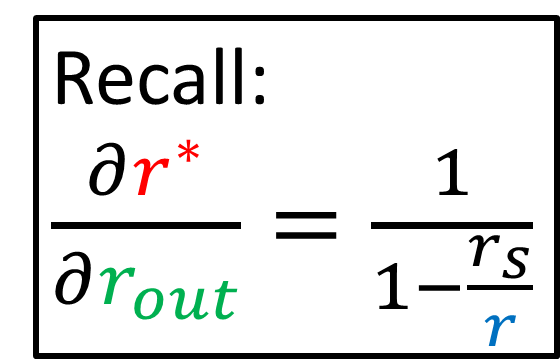 Recall:
∂r*/∂r_out = 1/(1−r_s/r)